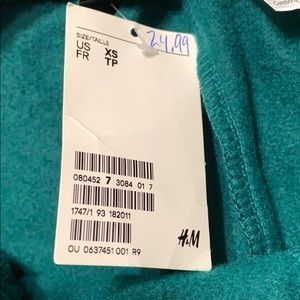 SIZE/TAILLE
US XS
FR TP
24.99
080452 7 3084 01 7
1747/1 93 182011
H&M
OU 0637451 001 R9